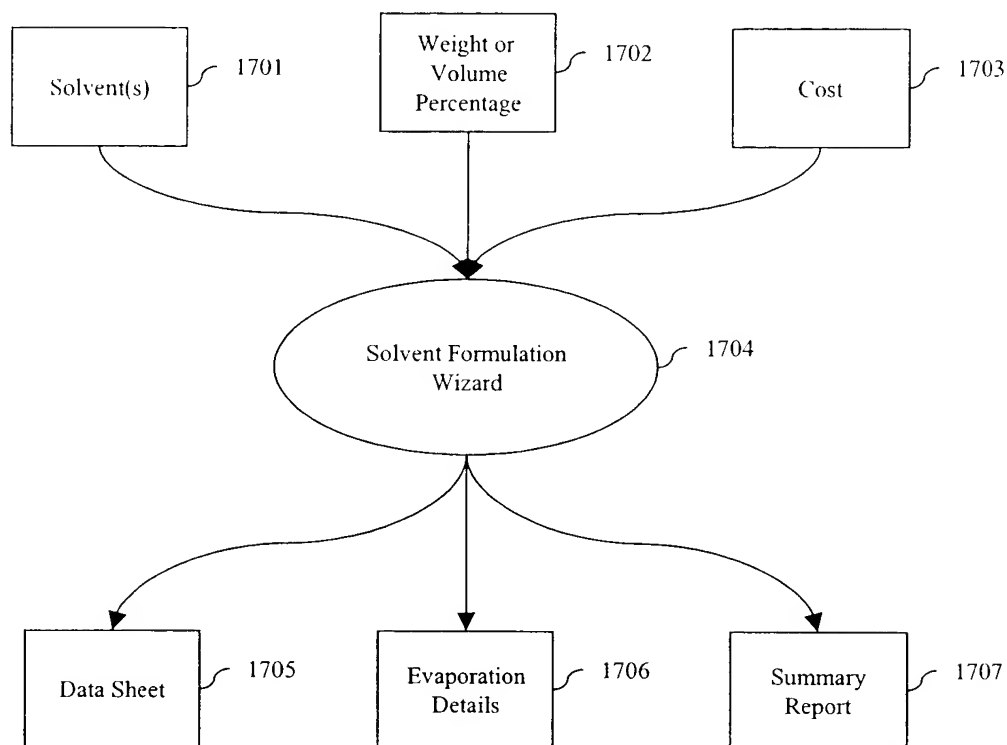 Solvent(s)
1701
Weight or
Volume
Percentage
1702
Cost
1703
Solvent Formulation
Wizard
1704
Data Sheet
1705
Evaporation
Details
1706
Summary
Report
1707